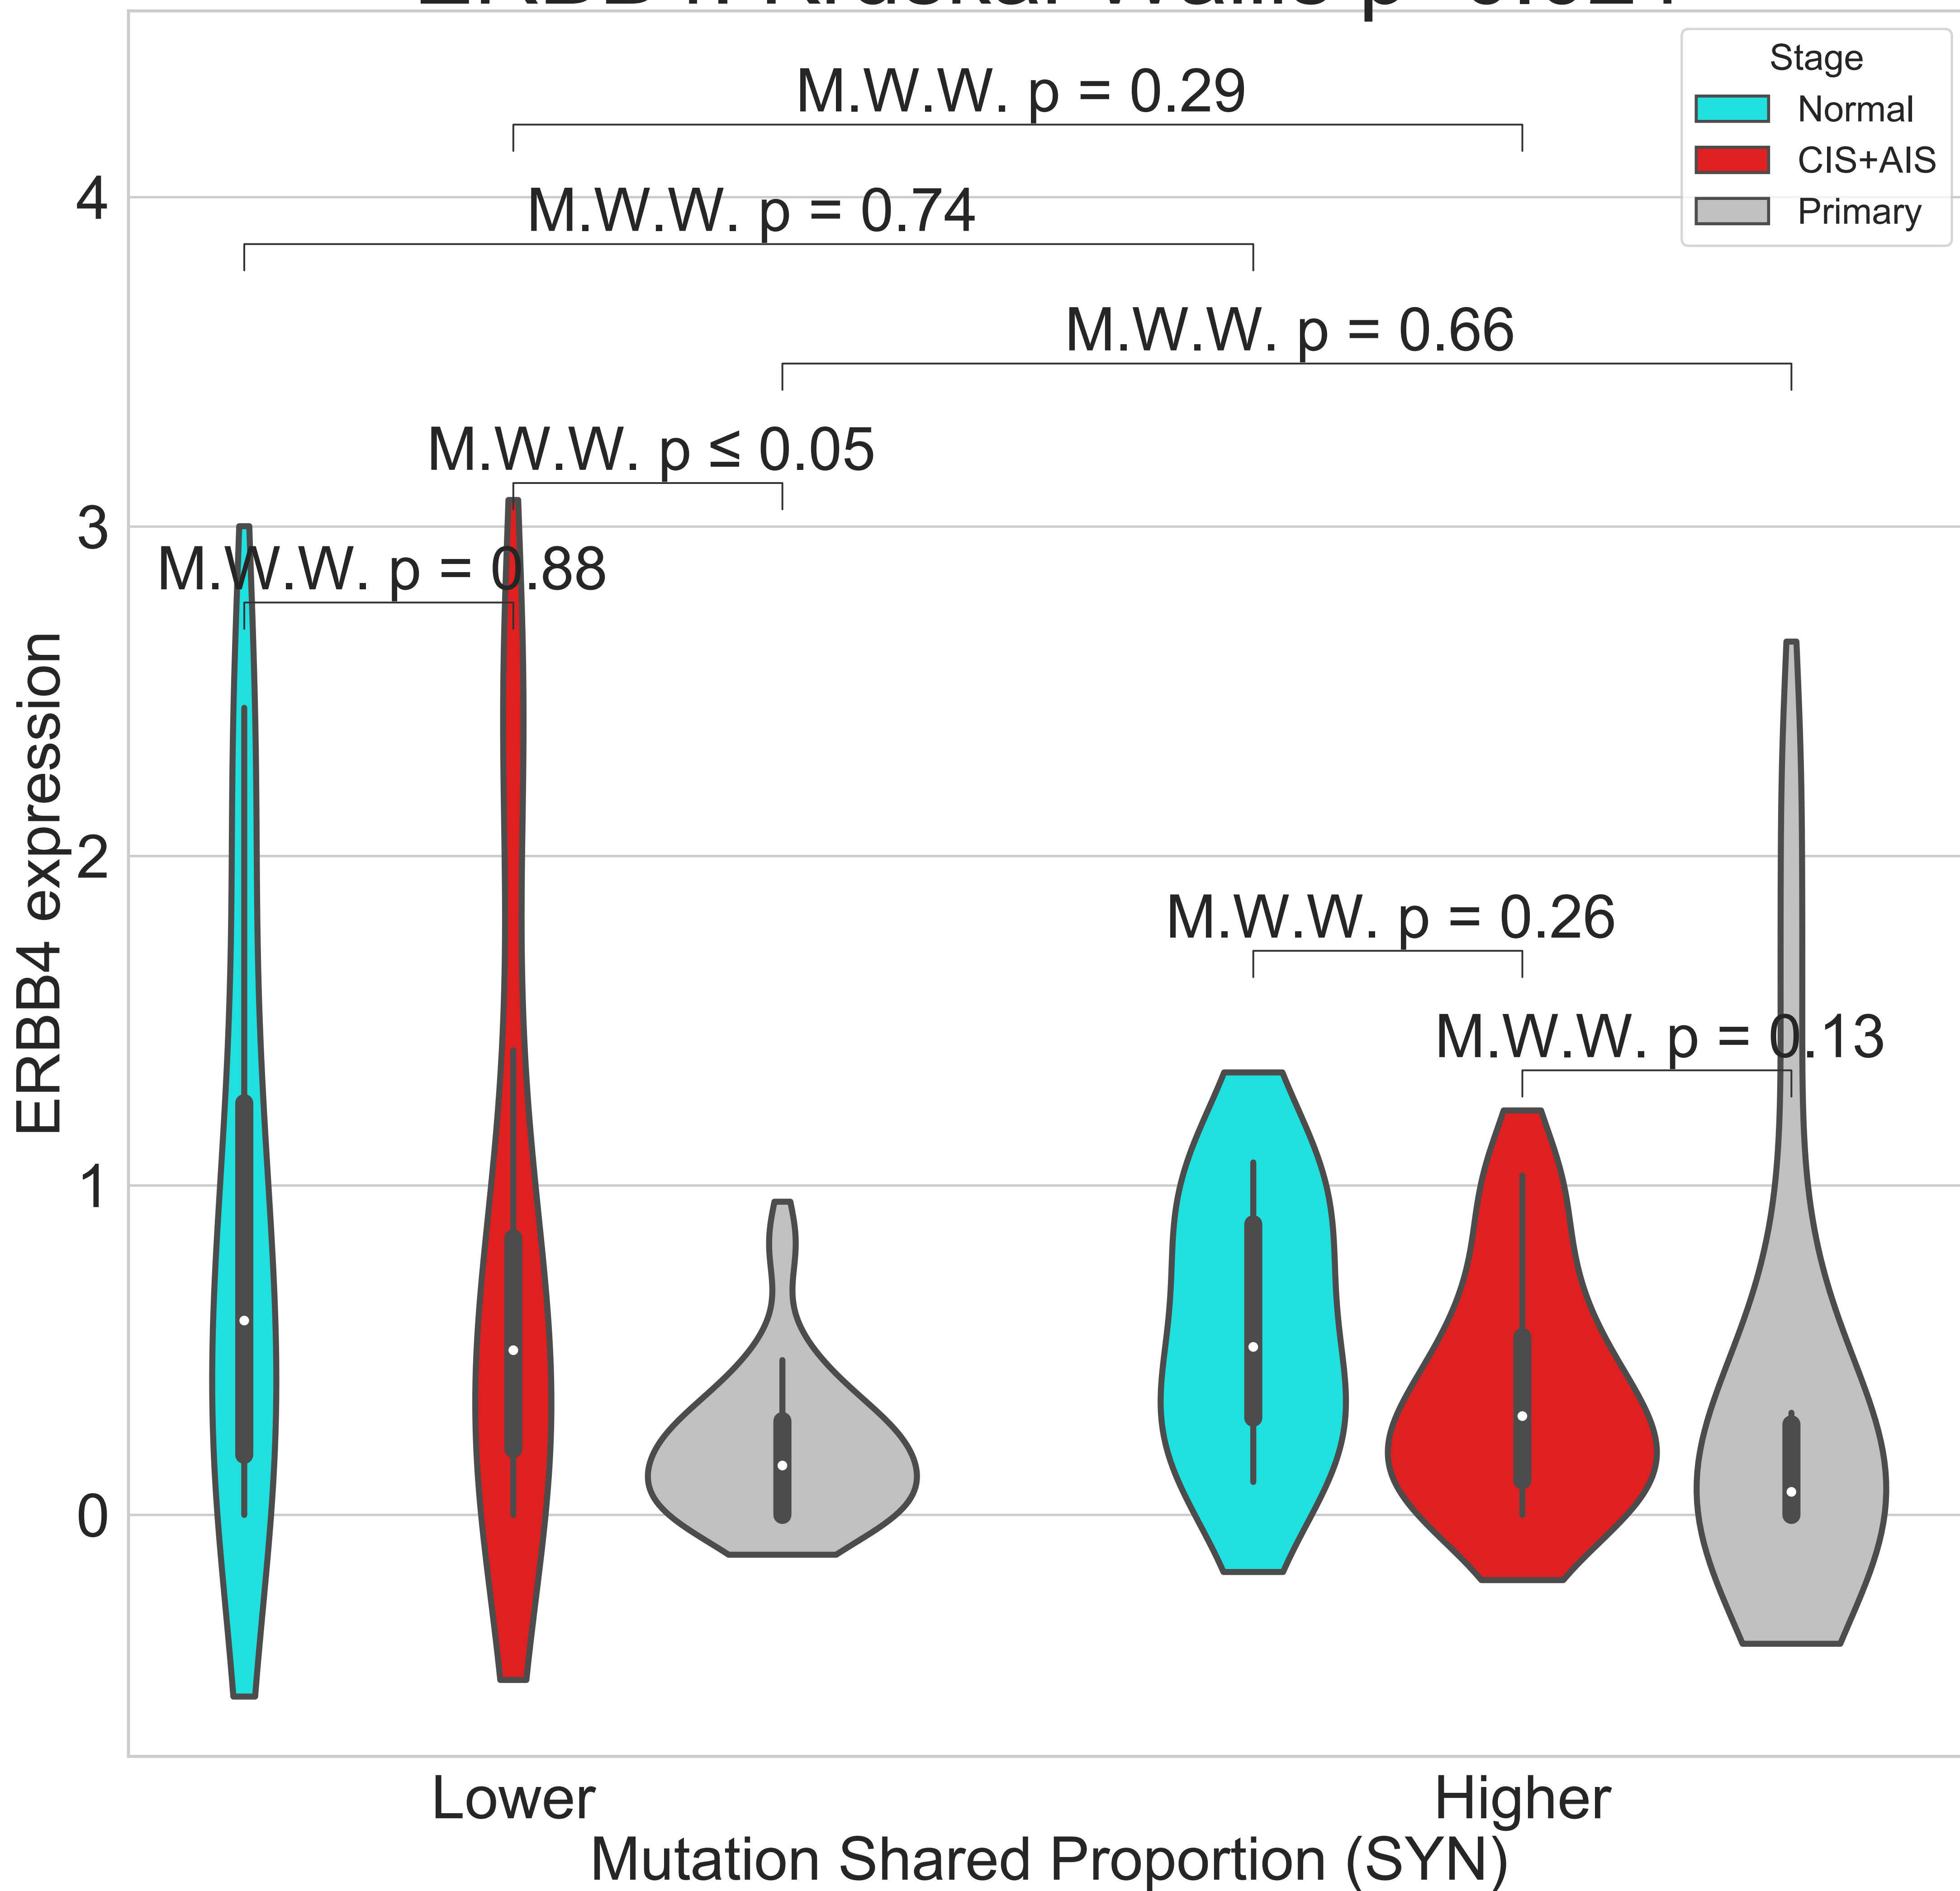 Stage
Normal
CIS+AIS
Primary
M.W.W. p = 0.29
M.W.W. p = 0.74
M.W.W. p = 0.66
M.W.W. p ≤ 0.05
M.W.W. p = 0.88
M.W.W. p = 0.26
M.W.W. p = 0.13
4
3
2
1
0
ERBB4 expression
Lower
Higher
Mutation Shared Proportion (SYN)